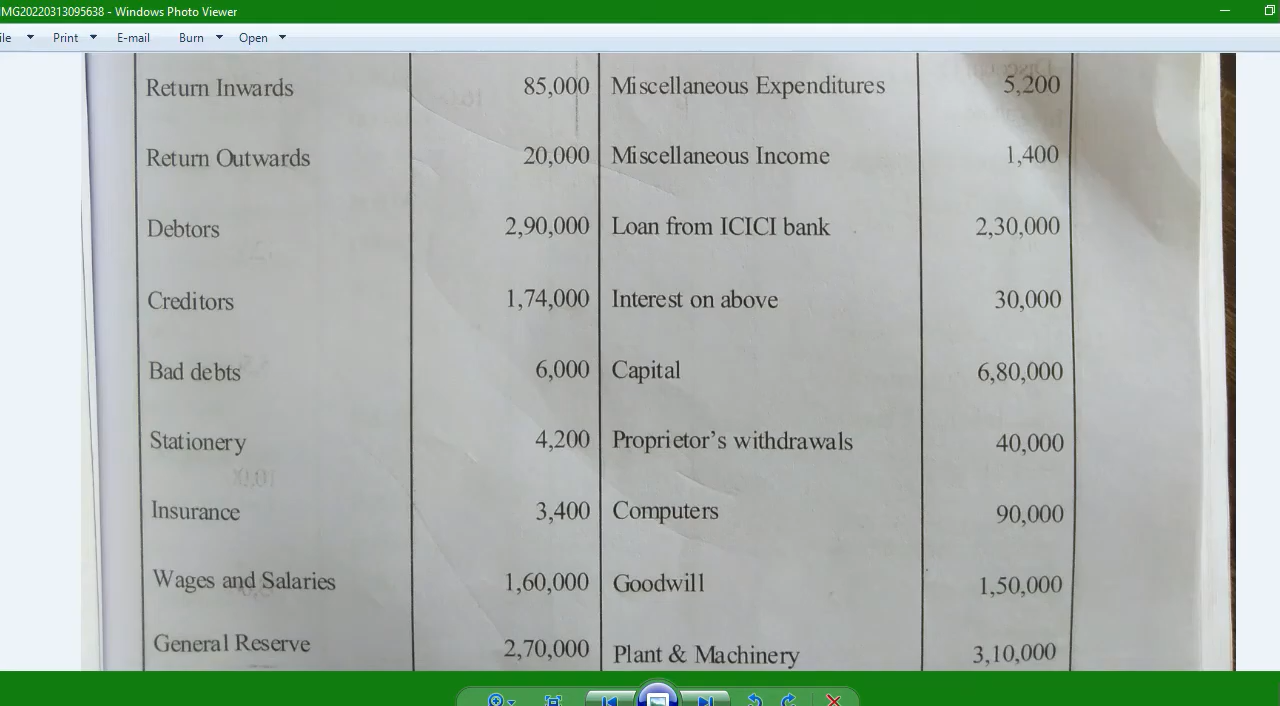 MG20220313095638 - Windows Photo Viewer
ile Print E-mail Burn Open
Return Inwards 85,000 Miscellaneous Expenditures 5,200
Return Outwards 20,000 Miscellaneous Income 1,400
Debtors 2,90,000 Loan from ICICI bank 2,30,000
Creditors 1,74,000 Interest on above 30,000
Bad debts 6,000 Capital 6,80,000
Stationery 4,200 Proprietor's withdrawals 40,000
Insurance 3,400 Computers 90,000
Wages and Salaries 1,60,000 Goodwill 1,50,000
General Reserve 2,70,000 Plant & Machinery 3,10,000